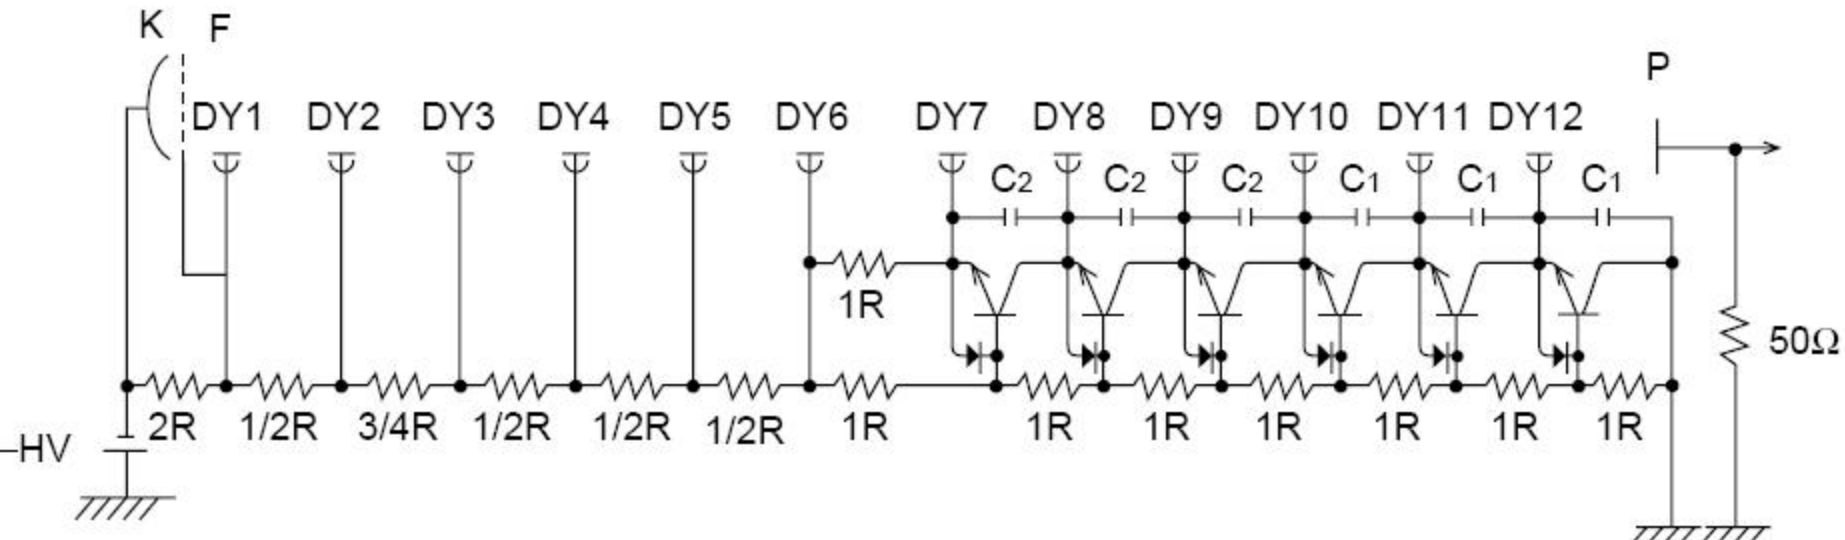 K F
P
DY1 DY2 DY3 DY4 DY5 DY6 DY7 DY8 DY9 DY10 DY11 DY12
C2 C2 C2 C1 C1 C1
1R
50Ω
2R 1/2R 3/4R 1/2R 1/2R 1/2R 1R 1R 1R 1R 1R 1R 1R
–HV